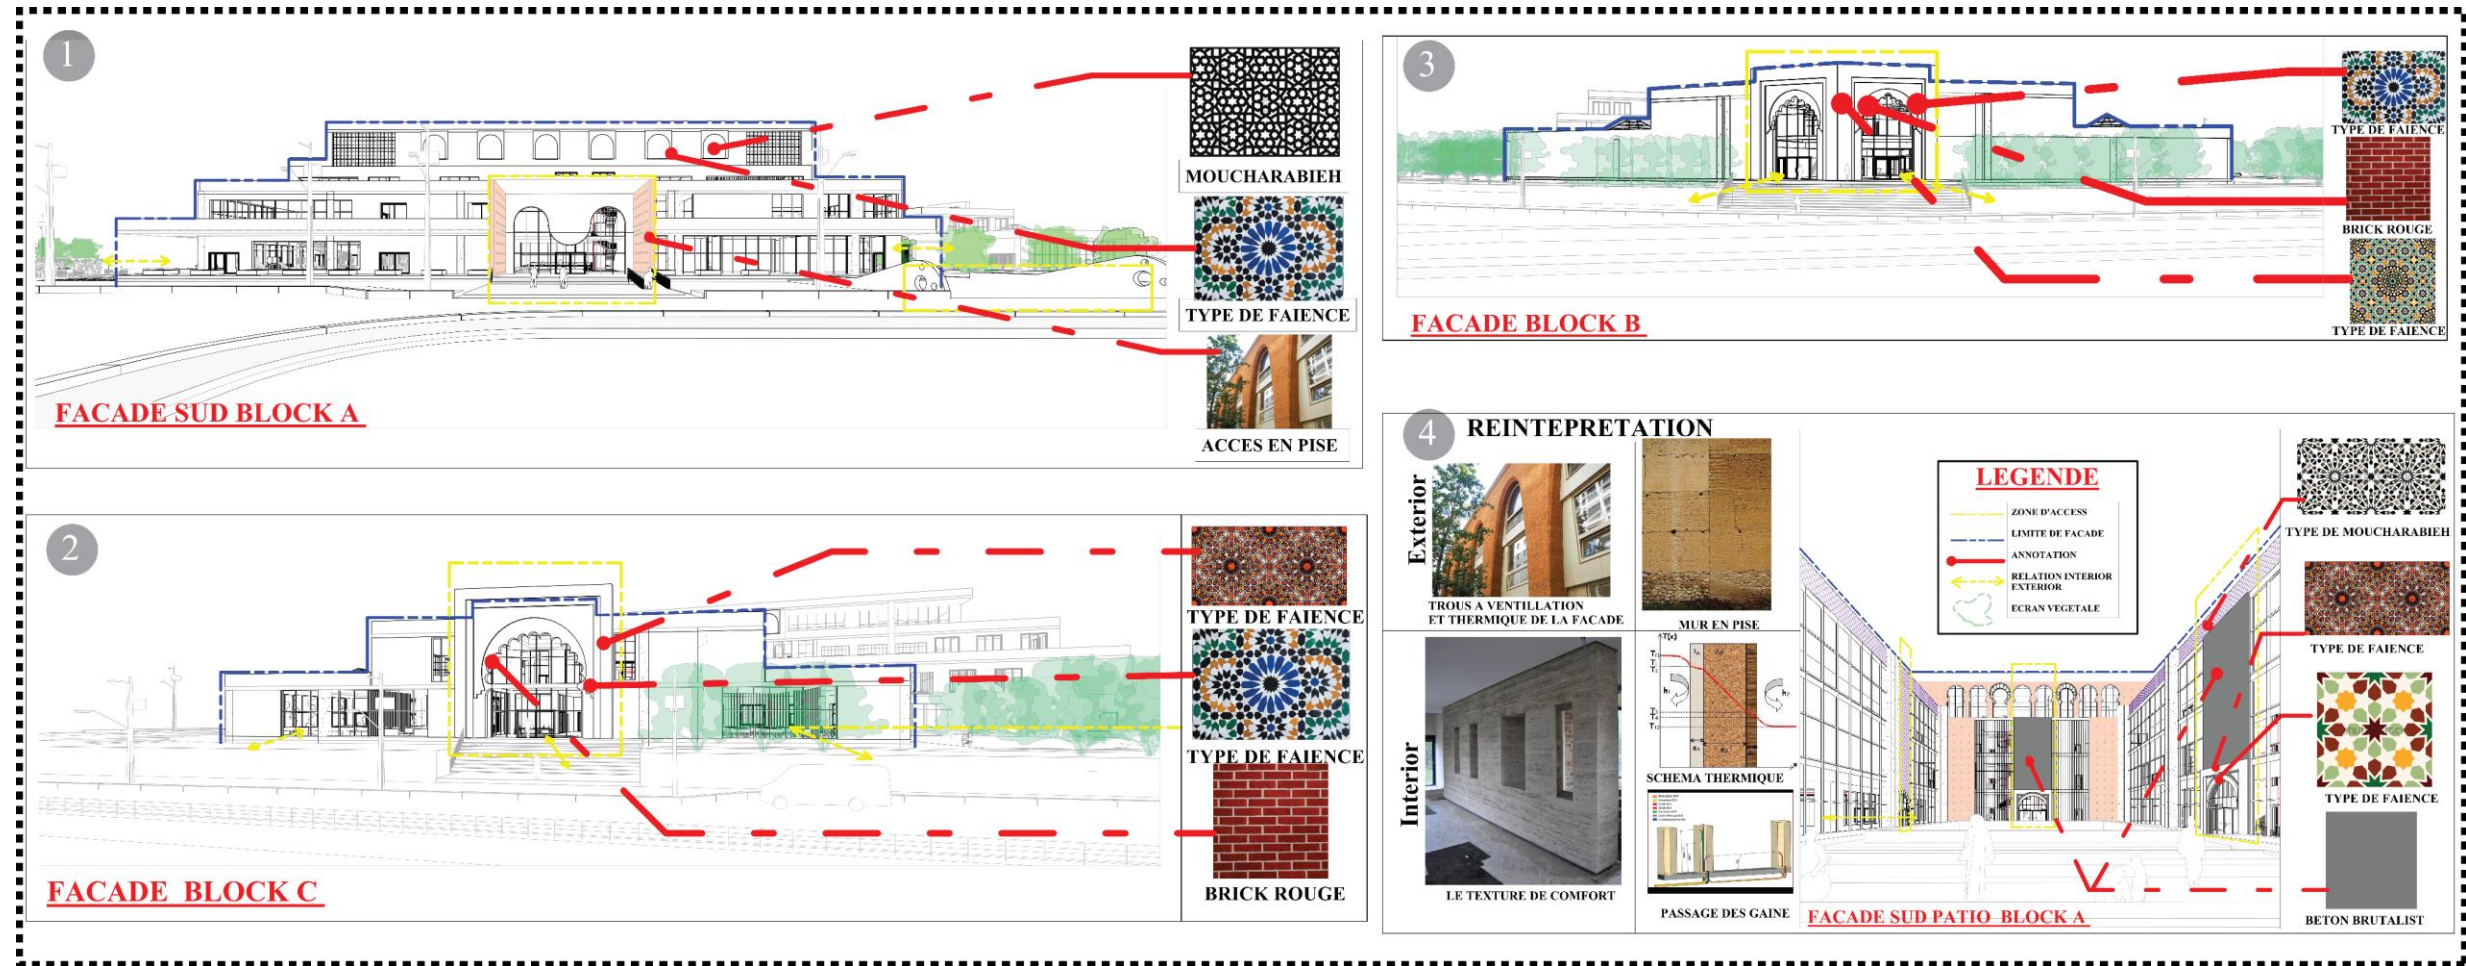 1
MOUCHARABIEH
TYPE DE FAIENCE
ACCES EN PISE
FACADE SUD BLOCK A
2
TYPE DE FAIENCE
TYPE DE FAIENCE
BRICK ROUGE
FACADE BLOCK C
3
TYPE DE FAIENCE
BRICK ROUGE
TYPE DE FAIENCE
FACADE BLOCK B
4
REINTEPRETATION
Exterior
TROUS A VENTILLATION
ET THERMIQUE DE LA FACADE
MUR EN PISE
Interior
LE TEXTURE DE COMFORT
T(x)
h1
h2
SCHEMA THERMIQUE
PASSAGE DES GAINE
LEGENDE
ZONE D'ACCESS
LIMITE DE FACADE
ANNOTATION
RELATION INTERIOR
EXTERIOR
ECRAN VEGETALE
TYPE DE MOUCHARABIEH
TYPE DE FAIENCE
TYPE DE FAIENCE
BETON BRUTALIST
FACADE SUD PATIO BLOCK A